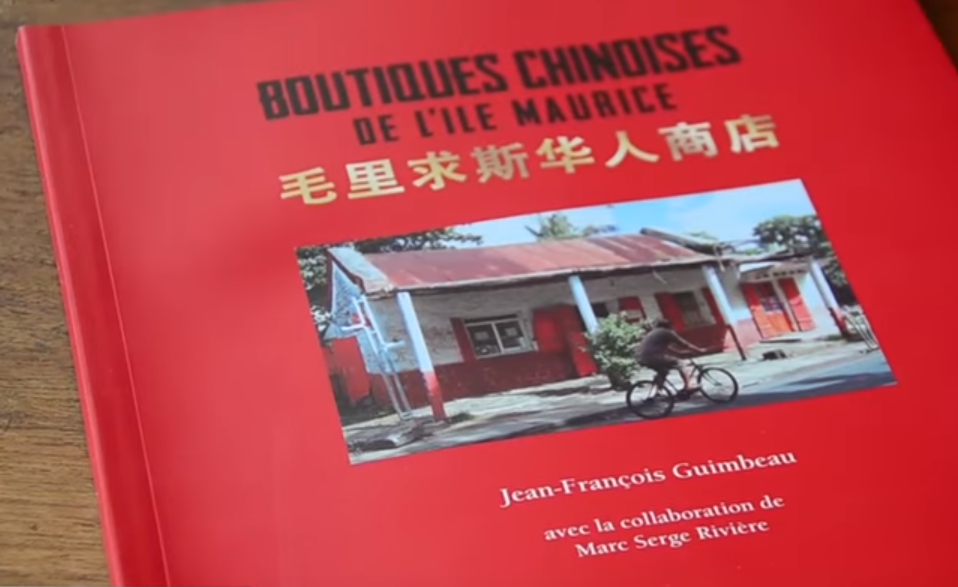 BOUTIQUES CHINOISES
DE L'ILE MAURICE
毛里求斯华人商店
Jean-François Guimbeau
avec la collaboration de
Marc Serge Rivière